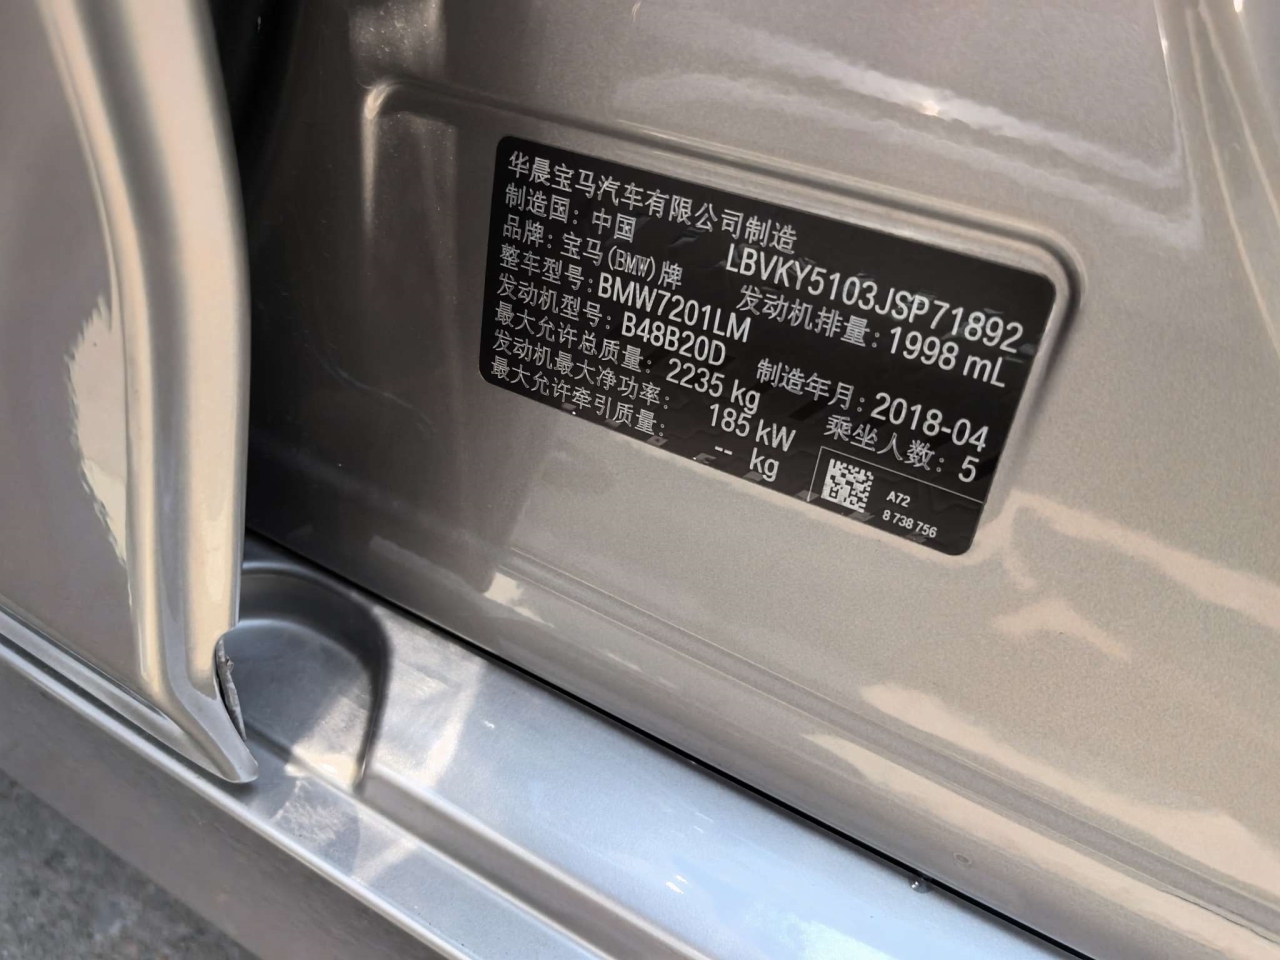 华晨宝马汽车有限公司制造
制造国：中国 LBVKY5103JSP71892
品牌：宝马(BMW)牌 发动机排量：1998 mL
整车型号：BMW7201LM
发动机型号：B48B20D 制造年月：2018-04
最大允许总质量：2235 kg 乘坐人数：5
发动机最大净功率：185 kW
最大允许牵引质量：-- kg
A72
8 738 756